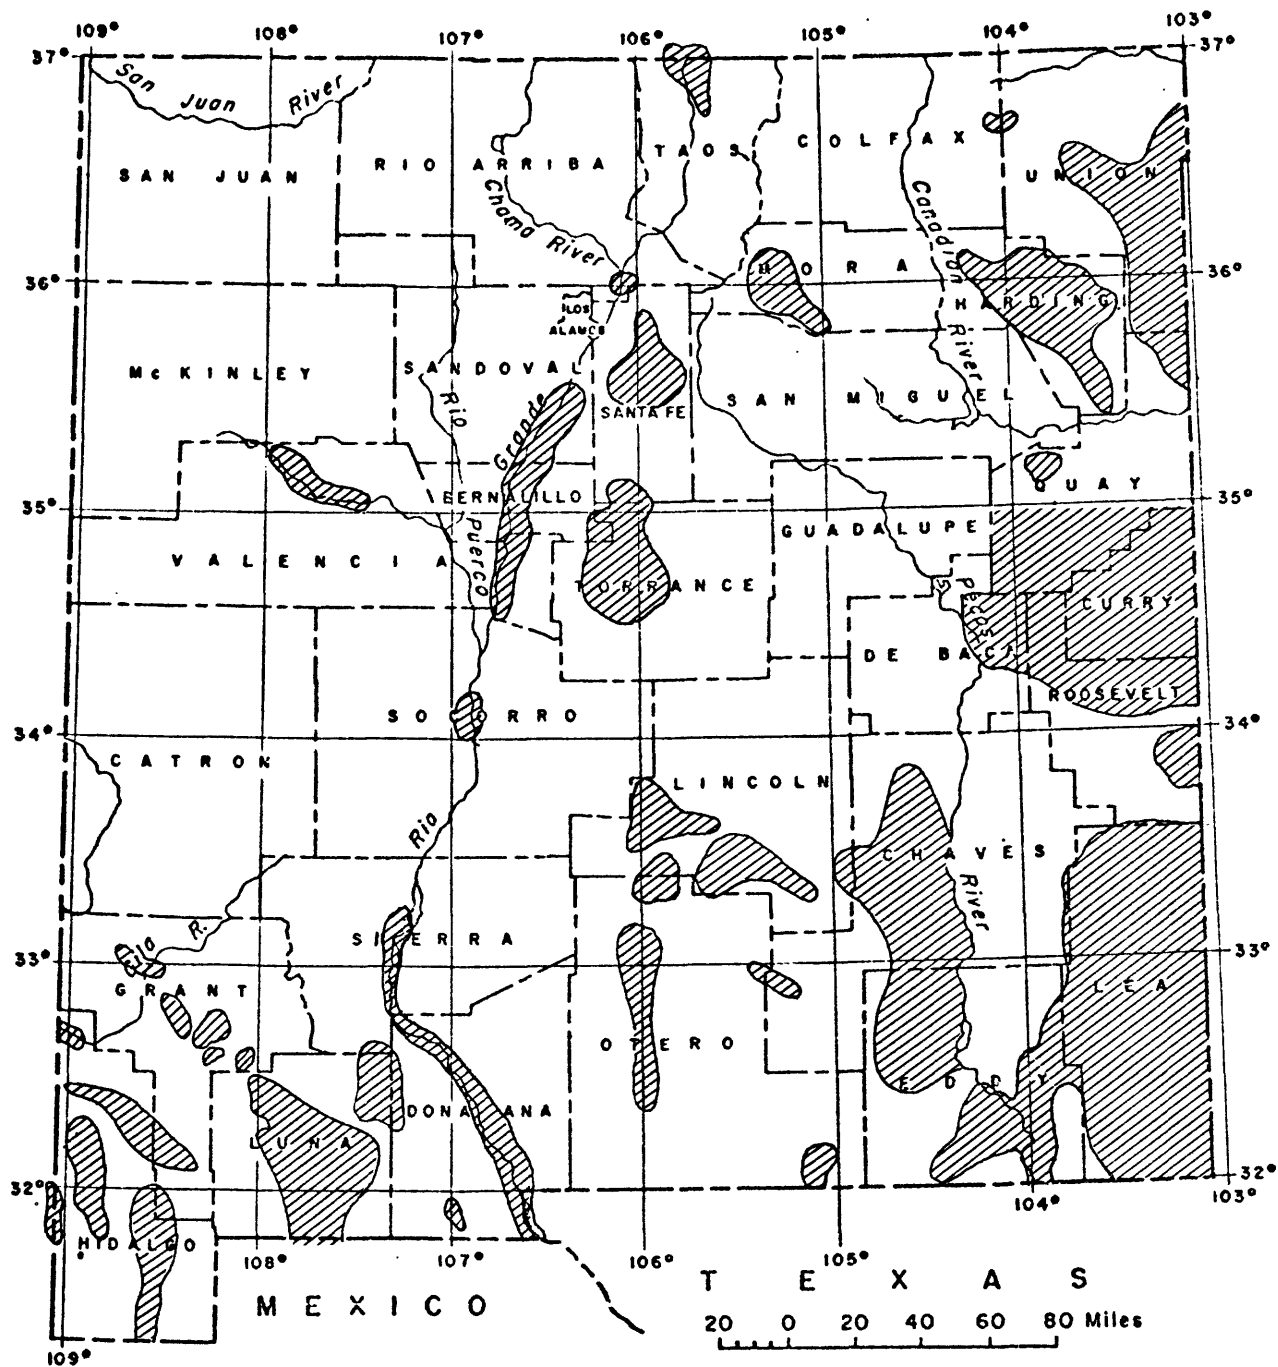 109° 108° 107° 106° 105° 104° 103°
37° 37°
San Juan River
SAN JUAN
RIO ARRIBA
TAOS
COLFAX
UNION
Chama River
Canadian River
36° 36°
MORA
HARDING
LOS ALAMOS
McKINLEY
SANDOVAL
Rio Puerco
Rio Grande
SANTA FE
SAN MIGUEL
BERNALILLO
QUAY
35° 35°
GUADALUPE
VALENCIA
TORRANCE
CURRY
Pecos River
DE BACA
ROOSEVELT
SOCORRO
34° 34°
CATRON
LINCOLN
CHAVES
Gila R.
SIERRA
33° 33°
GRANT
LEA
OTERO
EDDY
DONA ANA
LUNA
32° 32°
HIDALGO
109° 108° 107° 106° 105° 104° 103°
MEXICO
TEXAS
20 0 20 40 60 80 Miles